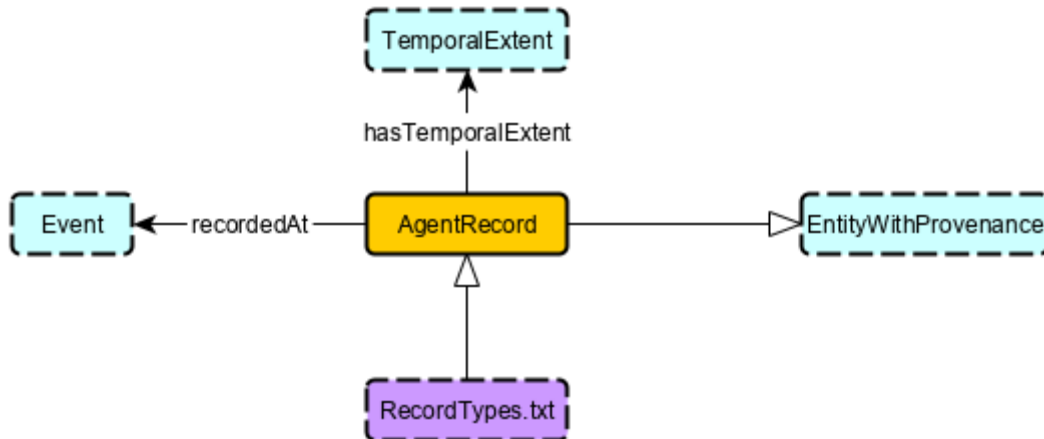 TemporalExtent
hasTemporalExtent
Event
recordedAt
AgentRecord
EntityWithProvenance
RecordTypes.txt